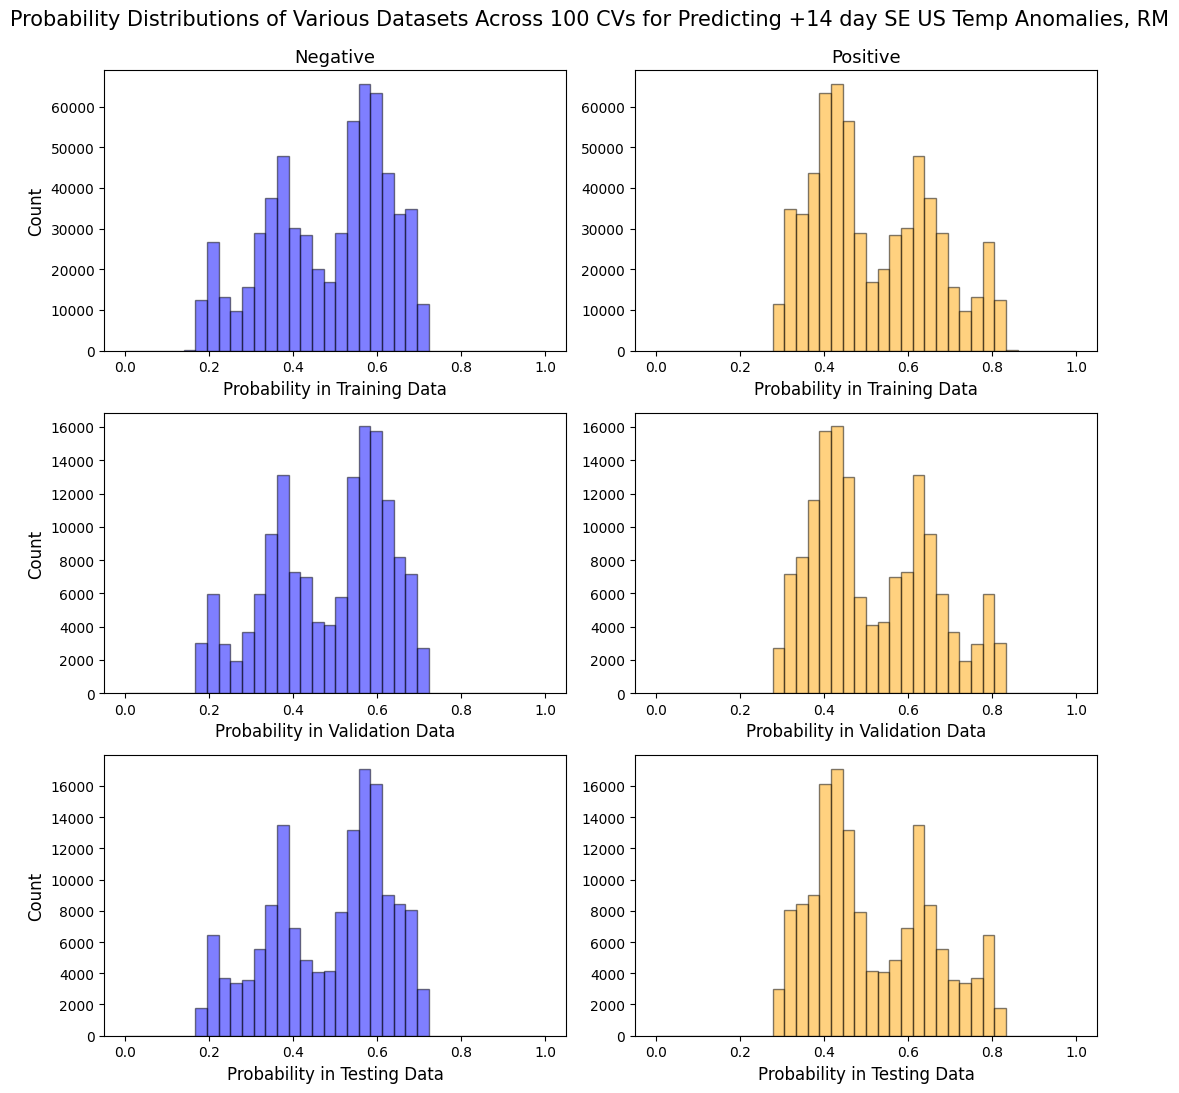 Probability Distributions of Various Datasets Across 100 CVs for Predicting +14 day SE US Temp Anomalies, RM
Negative
Count
60000
50000
40000
30000
20000
10000
0
0.0 0.2 0.4 0.6 0.8 1.0
Probability in Training Data
Positive
60000
50000
40000
30000
20000
10000
0
0.0 0.2 0.4 0.6 0.8 1.0
Probability in Training Data
Count
16000
14000
12000
10000
8000
6000
4000
2000
0
0.0 0.2 0.4 0.6 0.8 1.0
Probability in Validation Data
16000
14000
12000
10000
8000
6000
4000
2000
0
0.0 0.2 0.4 0.6 0.8 1.0
Probability in Validation Data
Count
16000
14000
12000
10000
8000
6000
4000
2000
0
0.0 0.2 0.4 0.6 0.8 1.0
Probability in Testing Data
16000
14000
12000
10000
8000
6000
4000
2000
0
0.0 0.2 0.4 0.6 0.8 1.0
Probability in Testing Data